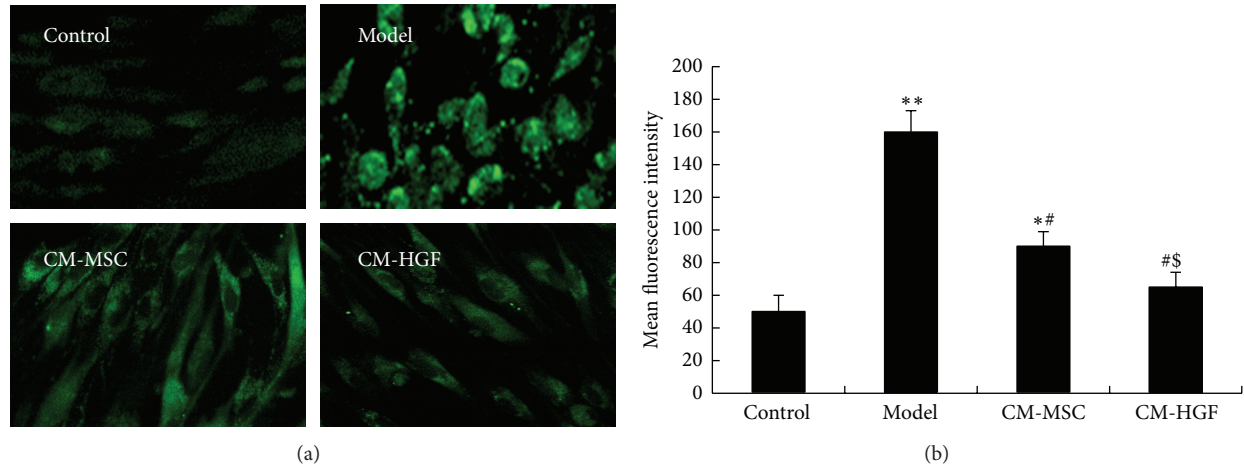 Control
Model
CM-MSC
CM-HGF
(a)
Mean fluorescence intensity
200
180
160
140
120
100
80
60
40
20
0
**
*#
#$
Control
Model
CM-MSC
CM-HGF
(b)